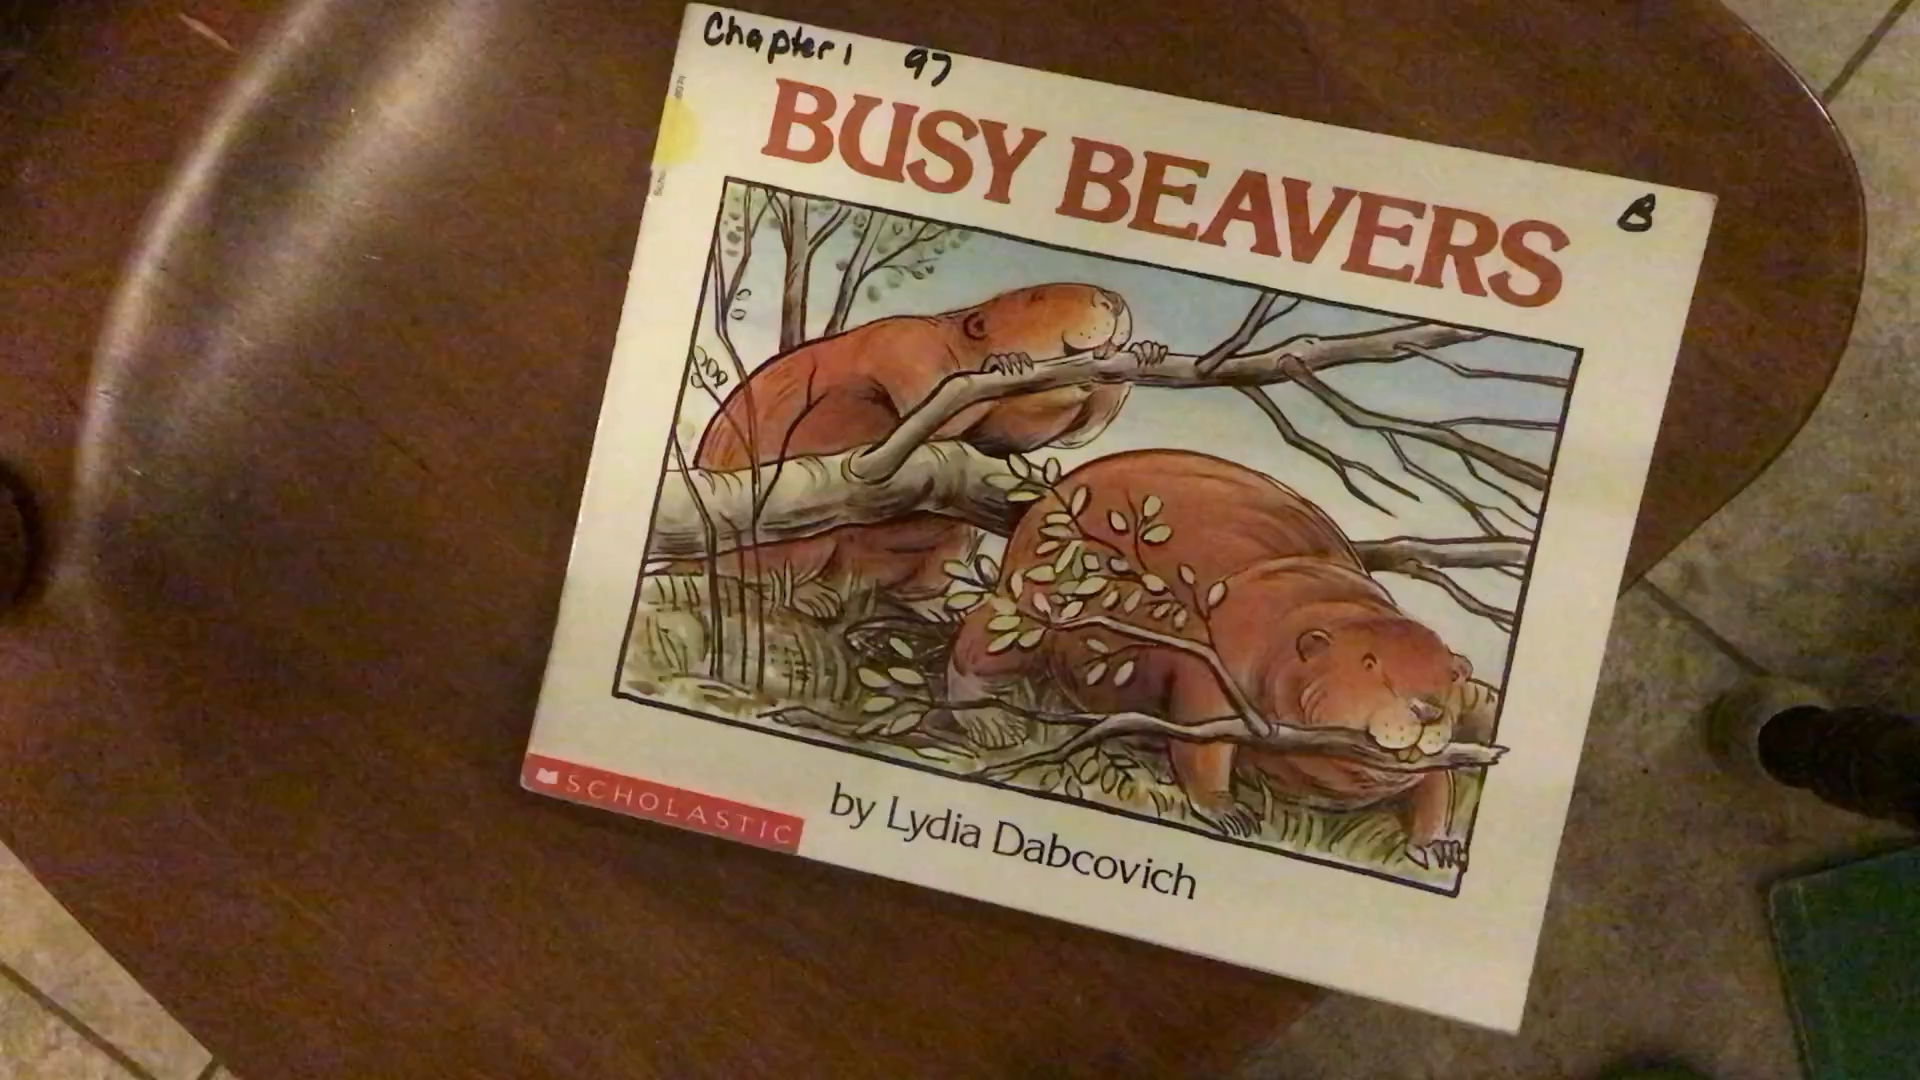 Chapter 1 97
BUSY BEAVERS
B
SCHOLASTIC
by Lydia Dabcovich